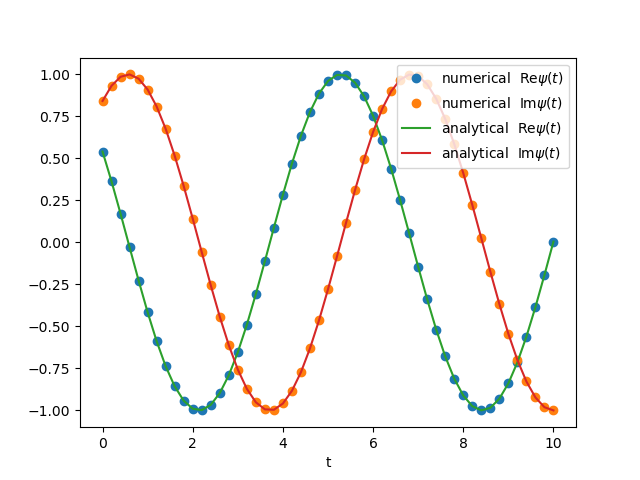 1.00
0.75
0.50
0.25
0.00
−0.25
−0.50
−0.75
−1.00
0 2 4 6 8 10
t
numerical Reψ(t)
numerical Imψ(t)
analytical Reψ(t)
analytical Imψ(t)